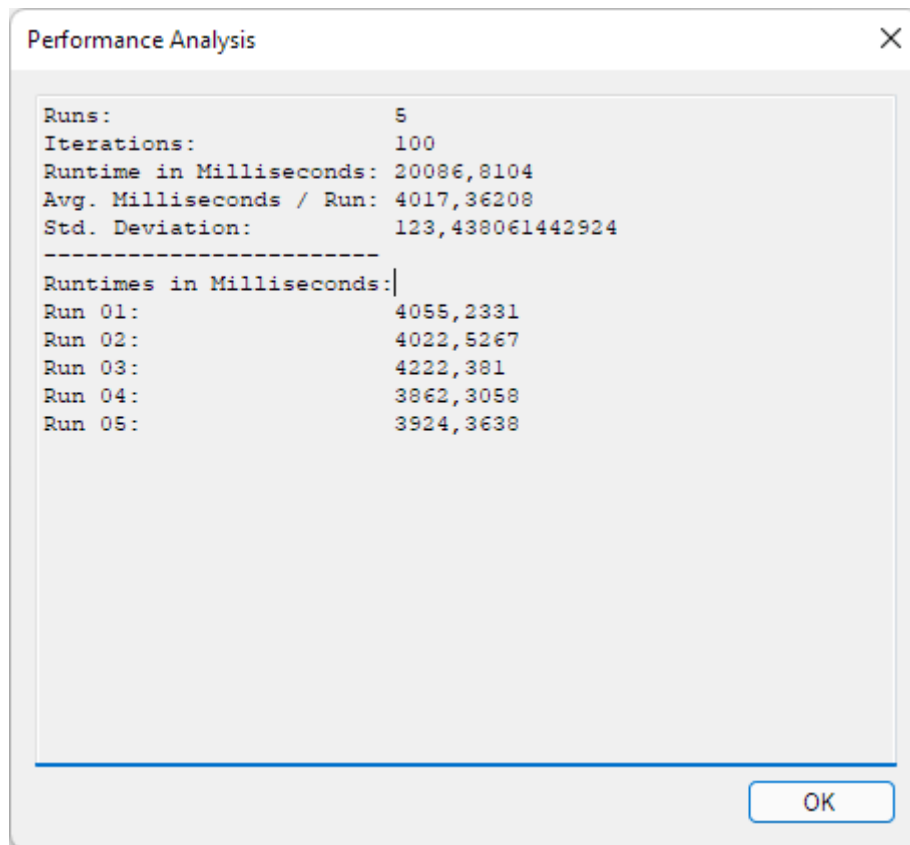 Performance Analysis
Runs: 5
Iterations: 100
Runtime in Milliseconds: 20086,8104
Avg. Milliseconds / Run: 4017,36208
Std. Deviation: 123,438061442924
------------------------
Runtimes in Milliseconds:
Run 01: 4055,2331
Run 02: 4022,5267
Run 03: 4222,381
Run 04: 3862,3058
Run 05: 3924,3638
OK